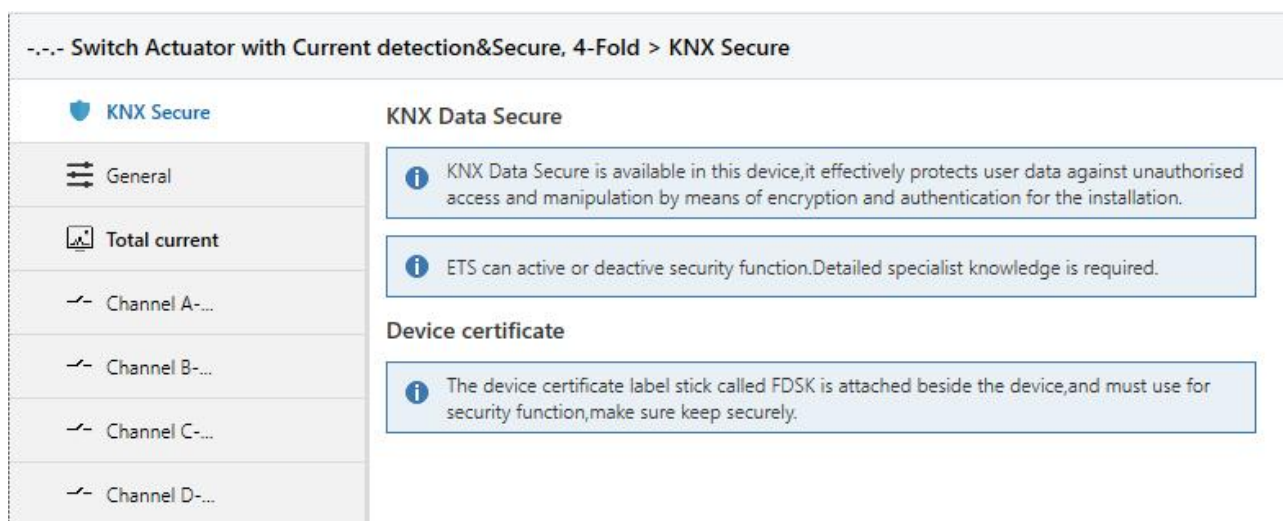 -.-.- Switch Actuator with Current detection&Secure, 4-Fold > KNX Secure
KNX Secure
General
Total current
Channel A-...
Channel B-...
Channel C-...
Channel D-...
KNX Data Secure
KNX Data Secure is available in this device,it effectively protects user data against unauthorised
access and manipulation by means of encryption and authentication for the installation.
ETS can active or deactive security function.Detailed specialist knowledge is required.
Device certificate
The device certificate label stick called FDSK is attached beside the device,and must use for
security function,make sure keep securely.